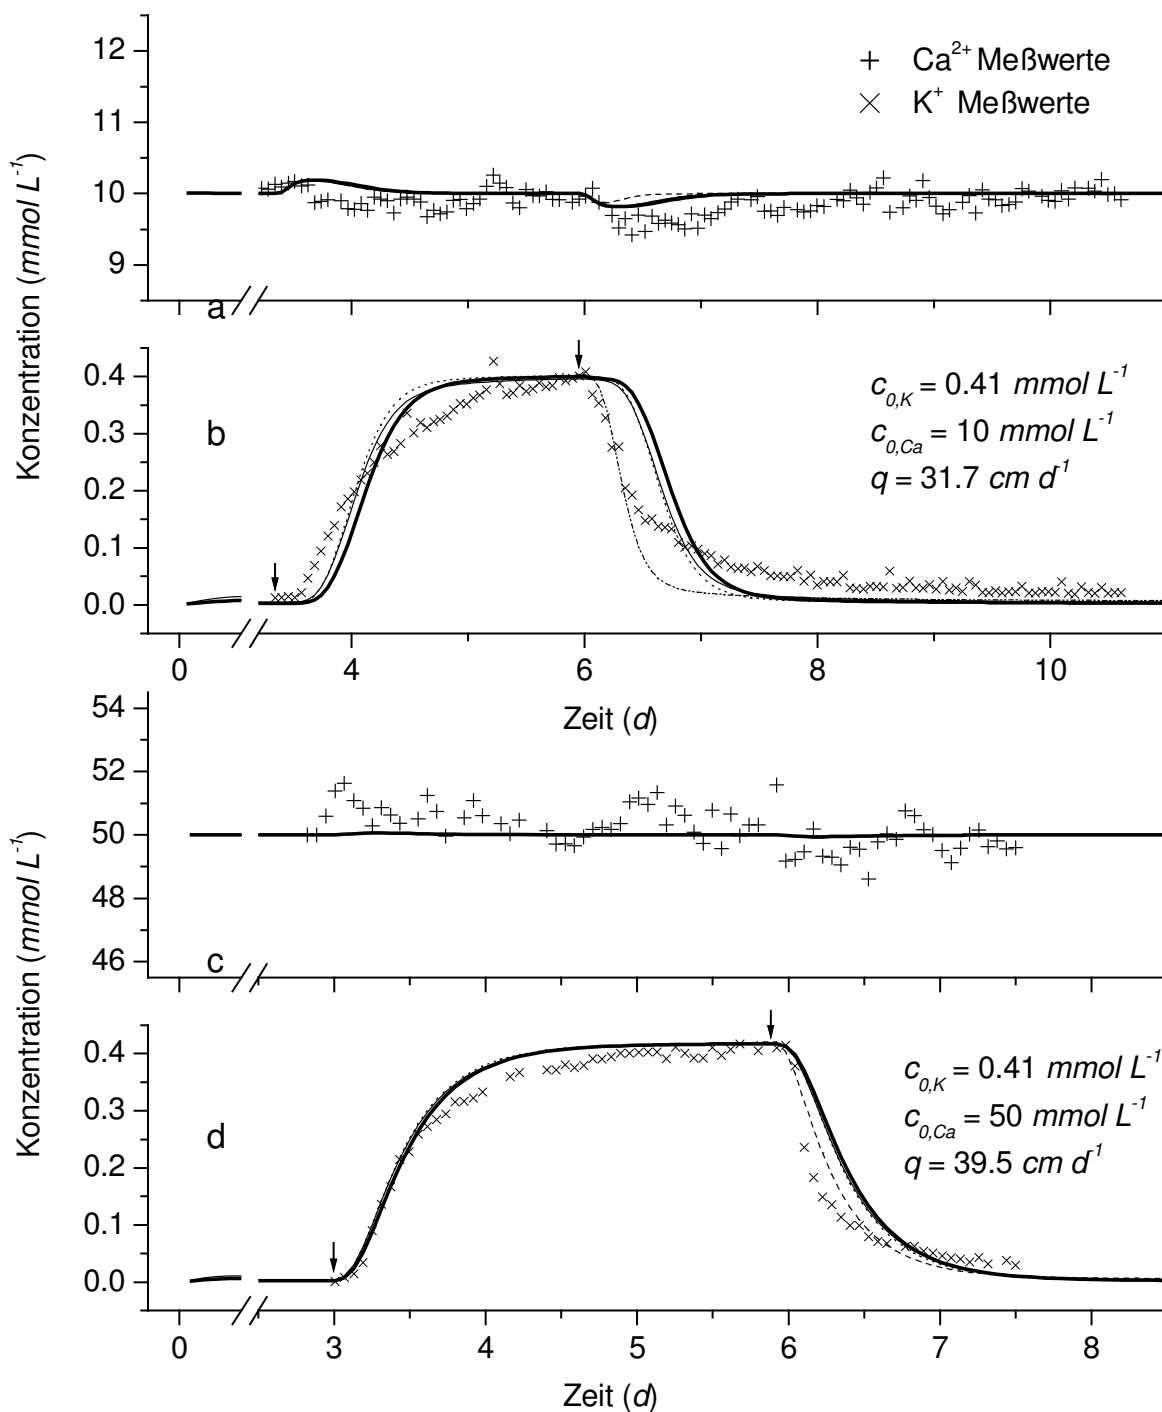 12
11
10
9
Konzentration (mmol L⁻¹)
Ca²⁺ Meßwerte
K⁺ Meßwerte
a
0.4
0.3
0.2
0.1
0.0
b
c₀,K = 0.41 mmol L⁻¹
c₀,Ca = 10 mmol L⁻¹
q = 31.7 cm d⁻¹
0 4 6 8 10
Zeit (d)
54
52
50
48
46
Konzentration (mmol L⁻¹)
c
0.4
0.3
0.2
0.1
0.0
d
c₀,K = 0.41 mmol L⁻¹
c₀,Ca = 50 mmol L⁻¹
q = 39.5 cm d⁻¹
0 3 4 5 6 7 8
Zeit (d)